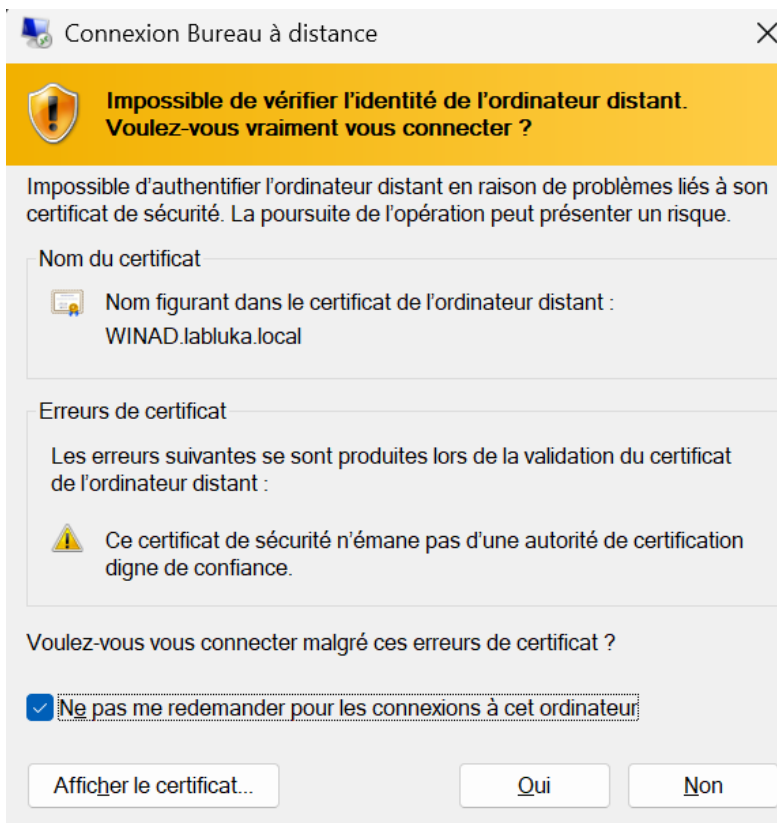 Connexion Bureau à distance
Impossible de vérifier l’identité de l’ordinateur distant.
Voulez-vous vraiment vous connecter ?
Impossible d’authentifier l’ordinateur distant en raison de problèmes liés à son
certificat de sécurité. La poursuite de l’opération peut présenter un risque.
Nom du certificat
Nom figurant dans le certificat de l’ordinateur distant :
WINAD.labluka.local
Erreurs de certificat
Les erreurs suivantes se sont produites lors de la validation du certificat
de l’ordinateur distant :
Ce certificat de sécurité n’émane pas d’une autorité de certification
digne de confiance.
Voulez-vous vous connecter malgré ces erreurs de certificat ?
Ne pas me redemander pour les connexions à cet ordinateur
Afficher le certificat...
Oui
Non